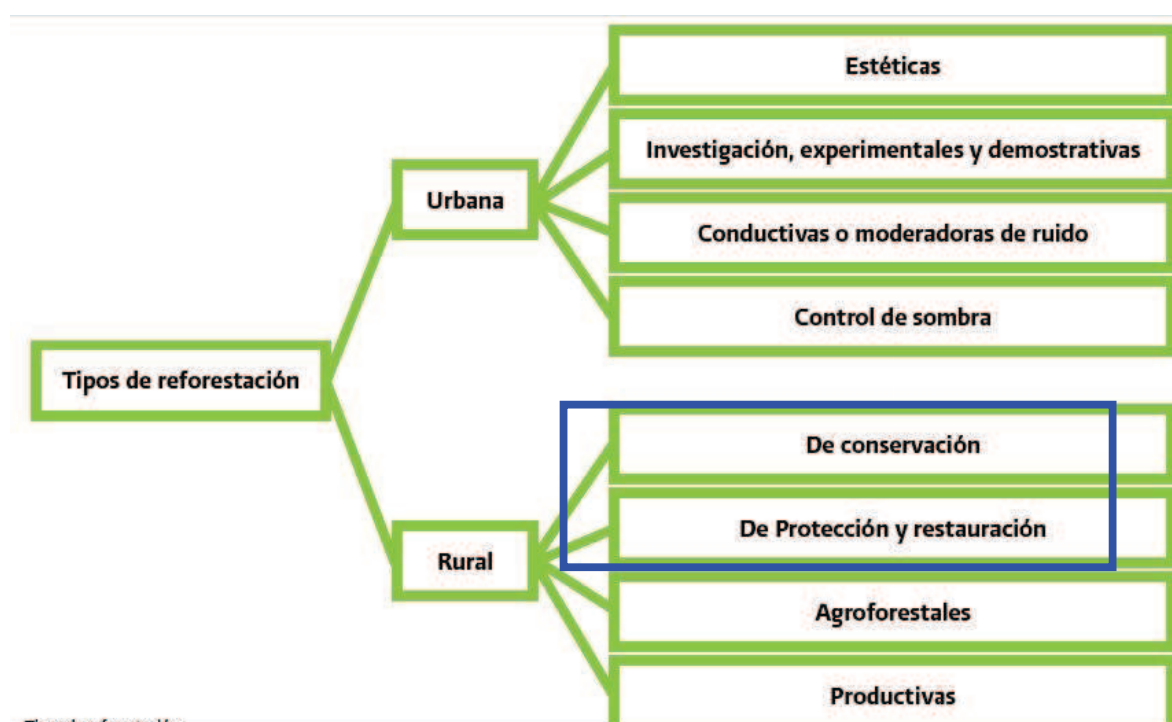 Estéticas
Investigación, experimentales y demostrativas
Urbana
Conductivas o moderadoras de ruido
Control de sombra
Tipos de reforestación
De conservación
De Protección y restauración
Rural
Agroforestales
Productivas